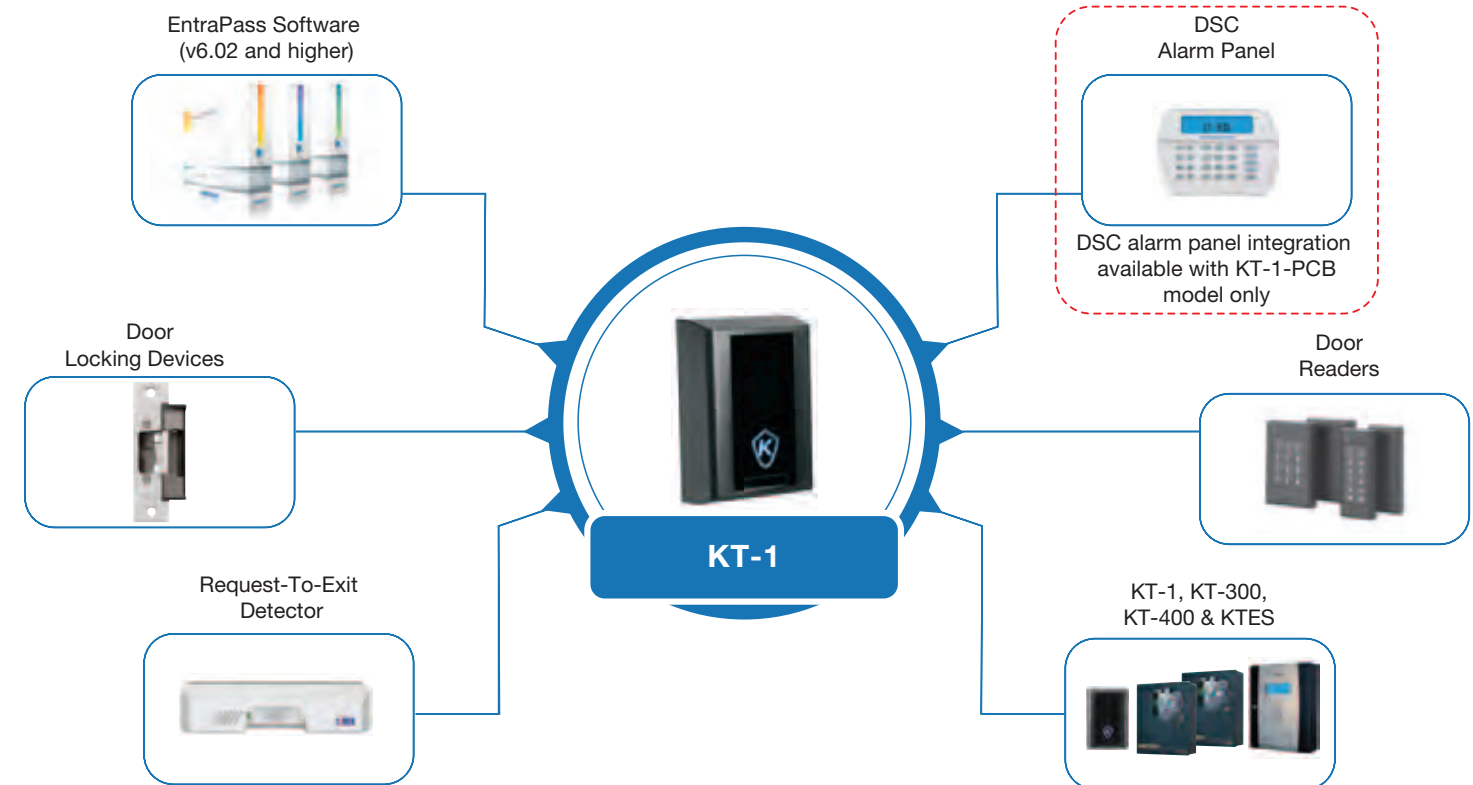 EntraPass Software
(v6.02 and higher)
DSC
Alarm Panel
DSC alarm panel integration
available with KT-1-PCB
model only
Door
Locking Devices
Door
Readers
K
KT-1
Request-To-Exit
Detector
KT-1, KT-300,
KT-400 & KTES